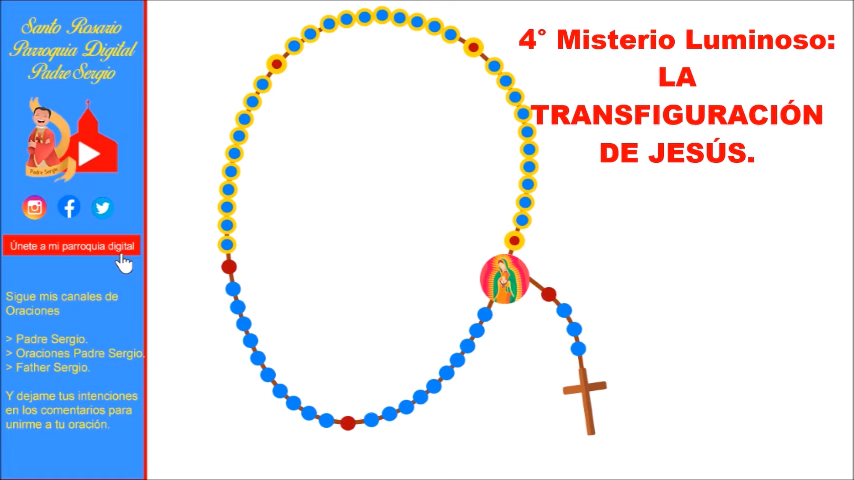 Santo Rosario
Parroquia Digital
Padre Sergio
Padre Sergio
Únete a mi parroquia digital
Sigue mis canales de
Oraciones
> Padre Sergio.
> Oraciones Padre Sergio.
> Father Sergio.
Y dejame tus intenciones
en los comentarios para
unirme a tu oración.
4° Misterio Luminoso:
LA
TRANSFIGURACIÓN
DE JESÚS.